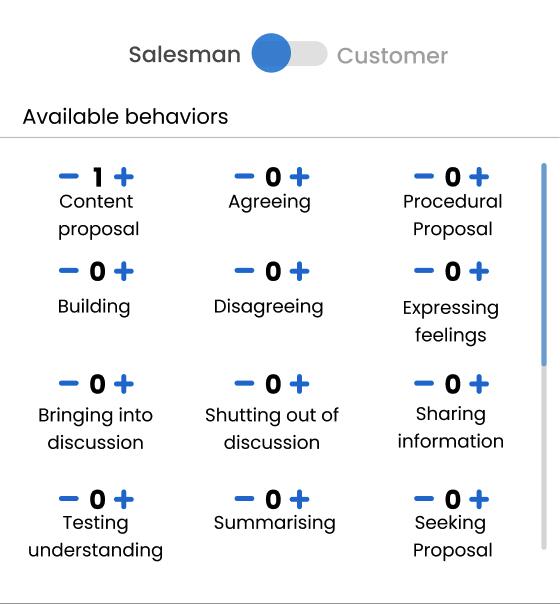 Salesman Customer
Available behaviors
1 0 0
Content Agreeing Procedural
proposal Proposal
0 0 0
Building Disagreeing Expressing
feelings
0 0 0
Bringing into Shutting out of Sharing
discussion discussion information
0 0 0
Testing Summarising Seeking
understanding Proposal